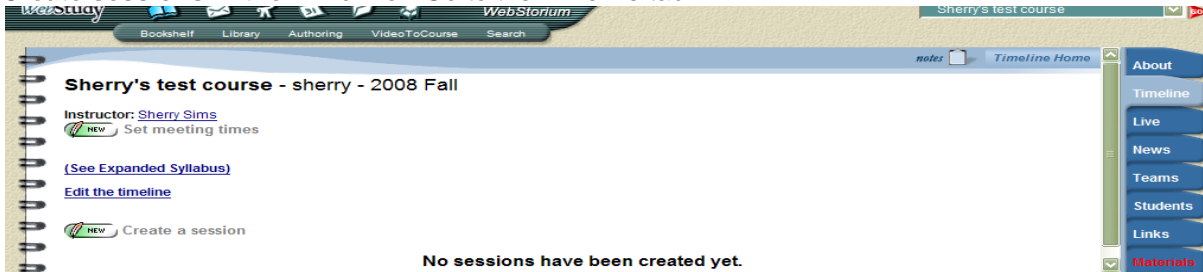 WebStudy WebStorium Sherry's test course
Bookshelf Library Authoring VideoToCourse Search
notes Timeline Home
Sherry's test course - sherry - 2008 Fall
Instructor: Sherry Sims
NEW Set meeting times
(See Expanded Syllabus)
Edit the timeline
NEW Create a session
No sessions have been created yet.
About
Timeline
Live
News
Teams
Students
Links
Materials